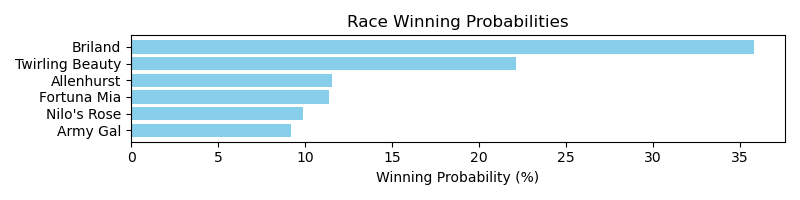 Race Winning Probabilities
Briland
Twirling Beauty
Allenhurst
Fortuna Mia
Nilo's Rose
Army Gal
0 5 10 15 20 25 30 35
Winning Probability (%)